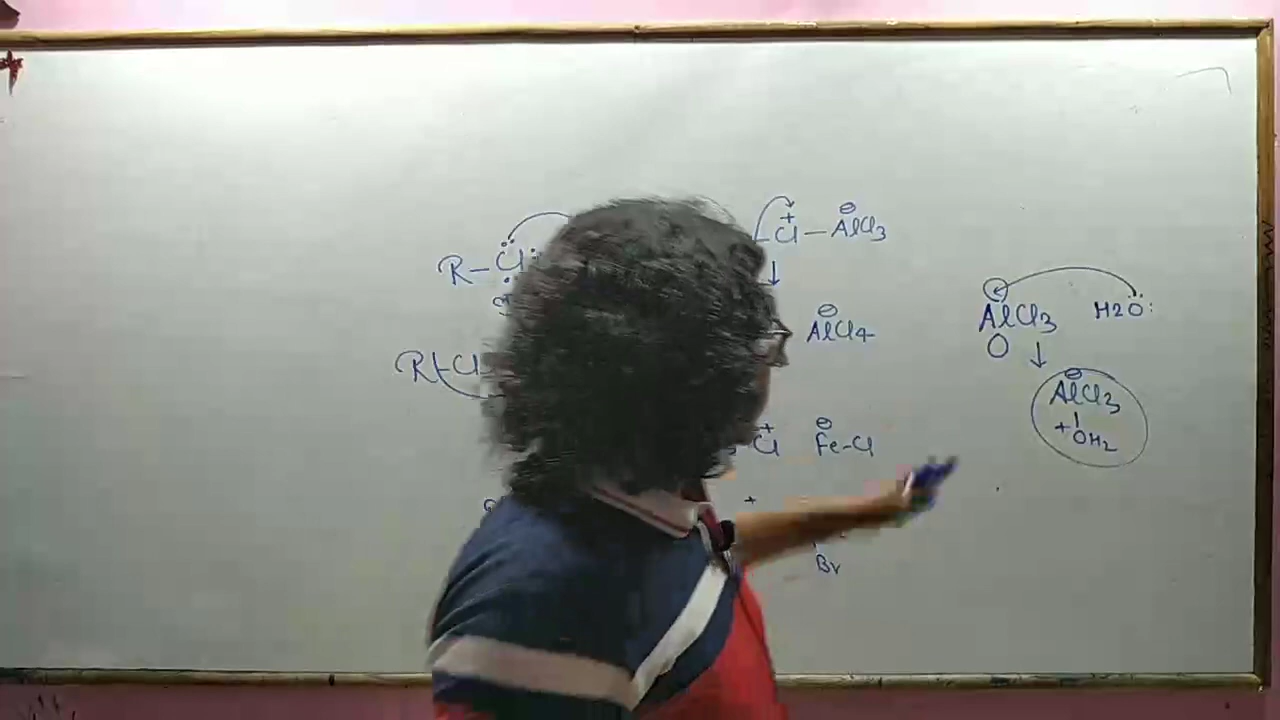 R–Cl
Cl–AlCl3
+
⊖
↓
⊖
AlCl4
R–Cl
+
Cl
⊖
Fe–Cl
+
Br
AlCl3
H2O:
↓
⊖
AlCl3
+OH2